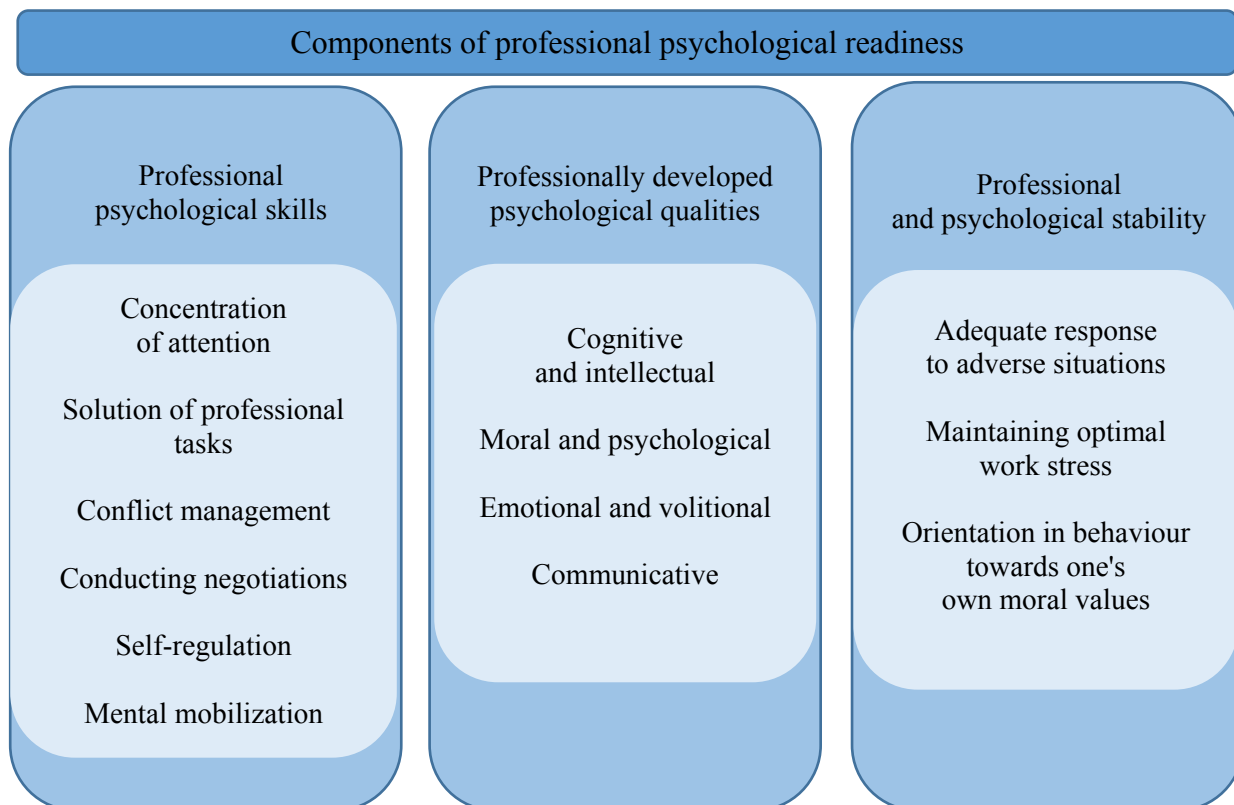 Components of professional psychological readiness
Professional
psychological skills
Concentration
of attention
Solution of professional
tasks
Conflict management
Conducting negotiations
Self-regulation
Mental mobilization
Professionally developed
psychological qualities
Cognitive
and intellectual
Moral and psychological
Emotional and volitional
Communicative
Professional
and psychological stability
Adequate response
to adverse situations
Maintaining optimal
work stress
Orientation in behaviour
towards one's
own moral values